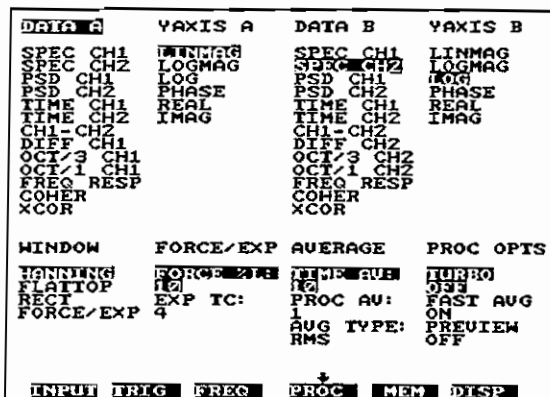 DATA A YAXIS A DATA B YAXIS B
SPEC CH1 LINMAG SPEC CH1 LINMAG
SPEC CH2 LOGMAG SPEC CH2 LOGMAG
PSD CH1 LOG PSD CH1 LOG
PSD CH2 PHASE PSD CH2 PHASE
TIME CH1 REAL TIME CH1 REAL
TIME CH2 IMAG TIME CH2 IMAG
CH1-CH2 CH1-CH2
DIFF CH1 DIFF CH2
OCT/3 CH1 OCT/3 CH2
OCT/1 CH1 OCT/1 CH2
FREQ RESP FREQ RESP
COHER COHER
XCOR XCOR
WINDOW FORCE/EXP AVERAGE PROC OPTS
HANNING FORCE %L: TIME AV: TURBO
FLATTOP 10 10 OFF
RECT EXP TC: PROC AV: FAST AVG
FORCE/EXP 4 1 ON
AVG TYPE: PREVIEW
RMS OFF
INPUT TRIG FREQ PROC MEM DISP